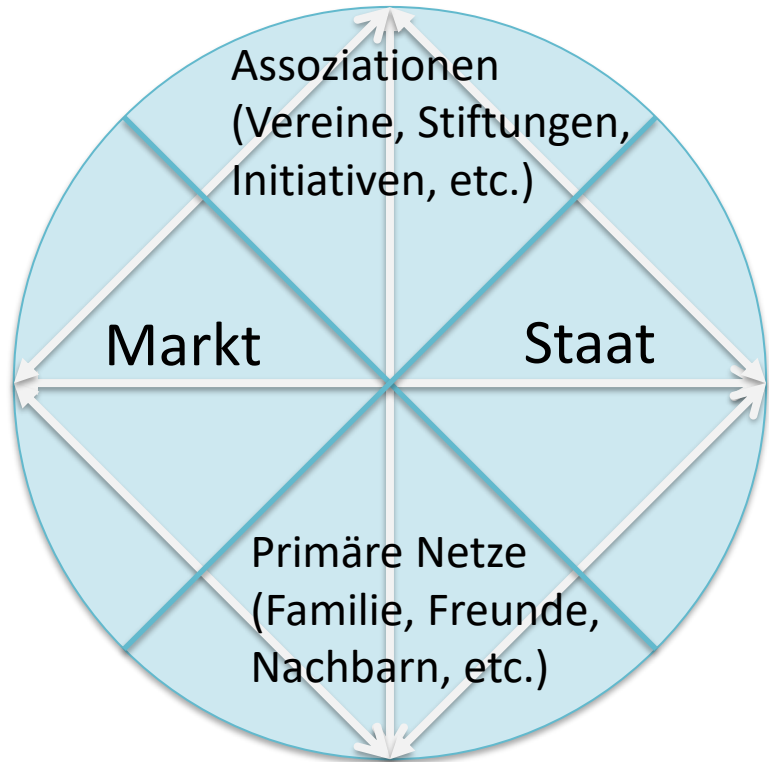 Assoziationen
(Vereine, Stiftungen,
Initiativen, etc.)
Markt
Staat
Primäre Netze
(Familie, Freunde,
Nachbarn, etc.)